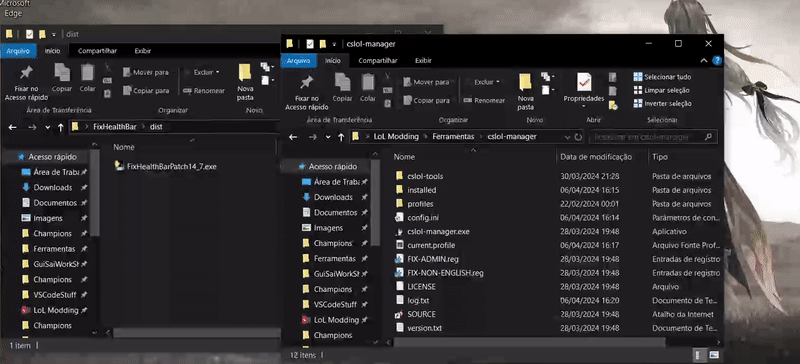 Microsoft
Edge
dist
Arquivo
Início
Compartilhar
Exibir
Fixar no
Acesso rápido
Copiar
Colar
Mover para
Copiar para
Excluir
Renomear
Nova
pasta
Área de Transferência
Organizar
Novo
FixHealthBar
dist
Nome
Acesso rápido
Área de Traba
Downloads
Documentos
Imagens
Champions
Ferramentas
GuiSaiWorkSh
Champions
VSCodeStuff
LoL Modding
Champions
FixHealthBarPatch14_7.exe
1 item
cslol-manager
Arquivo
Início
Compartilhar
Exibir
Fixar no
Acesso rápido
Copiar
Colar
Mover para
Copiar para
Excluir
Renomear
Nova
pasta
Propriedades
Selecionar tudo
Limpar seleção
Inverter seleção
Área de Transferência
Organizar
Novo
Abrir
Selecionar
LoL Modding
Ferramentas
cslol-manager
Pesquisar em cslol-manager
Nome
Data de modificação
Tipo
Acesso rápido
Área de Traba
Downloads
Documentos
Imagens
Champions
Ferramentas
GuiSaiWorkSh
Champions
VSCodeStuff
LoL Modding
Champions
cslol-tools 30/03/2024 21:28 Pasta de arquivos
installed 06/04/2024 16:15 Pasta de arquivos
profiles 22/02/2024 00:01 Pasta de arquivos
config.ini 06/04/2024 16:14 Parâmetros de con...
cslol-manager.exe 28/03/2024 19:48 Aplicativo
current.profile 06/04/2024 16:17 Arquivo Fonte Prof...
FIX-ADMIN.reg 28/03/2024 19:48 Entradas de registro
FIX-NON-ENGLISH.reg 28/03/2024 19:48 Entradas de registro
LICENSE 28/03/2024 19:48 Arquivo
log.txt 06/04/2024 16:20 Documento de Te...
SOURCE 28/03/2024 19:48 Atalho da Internet
version.txt 28/03/2024 19:48 Documento de Te...
12 itens